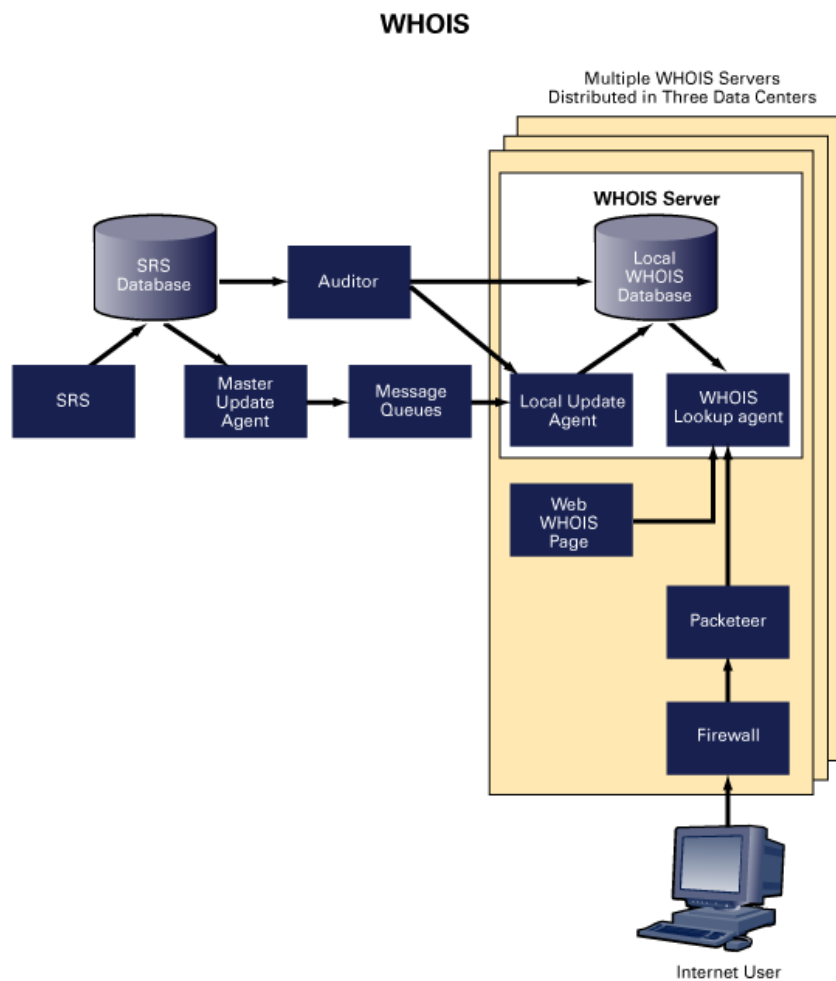 WHOIS
Multiple WHOIS Servers
Distributed in Three Data Centers
WHOIS Server
SRS
Database
Auditor
Local
WHOIS
Database
SRS
Master
Update
Agent
Message
Queues
Local Update
Agent
WHOIS
Lookup agent
Web
WHOIS
Page
Packeteer
Firewall
Internet User